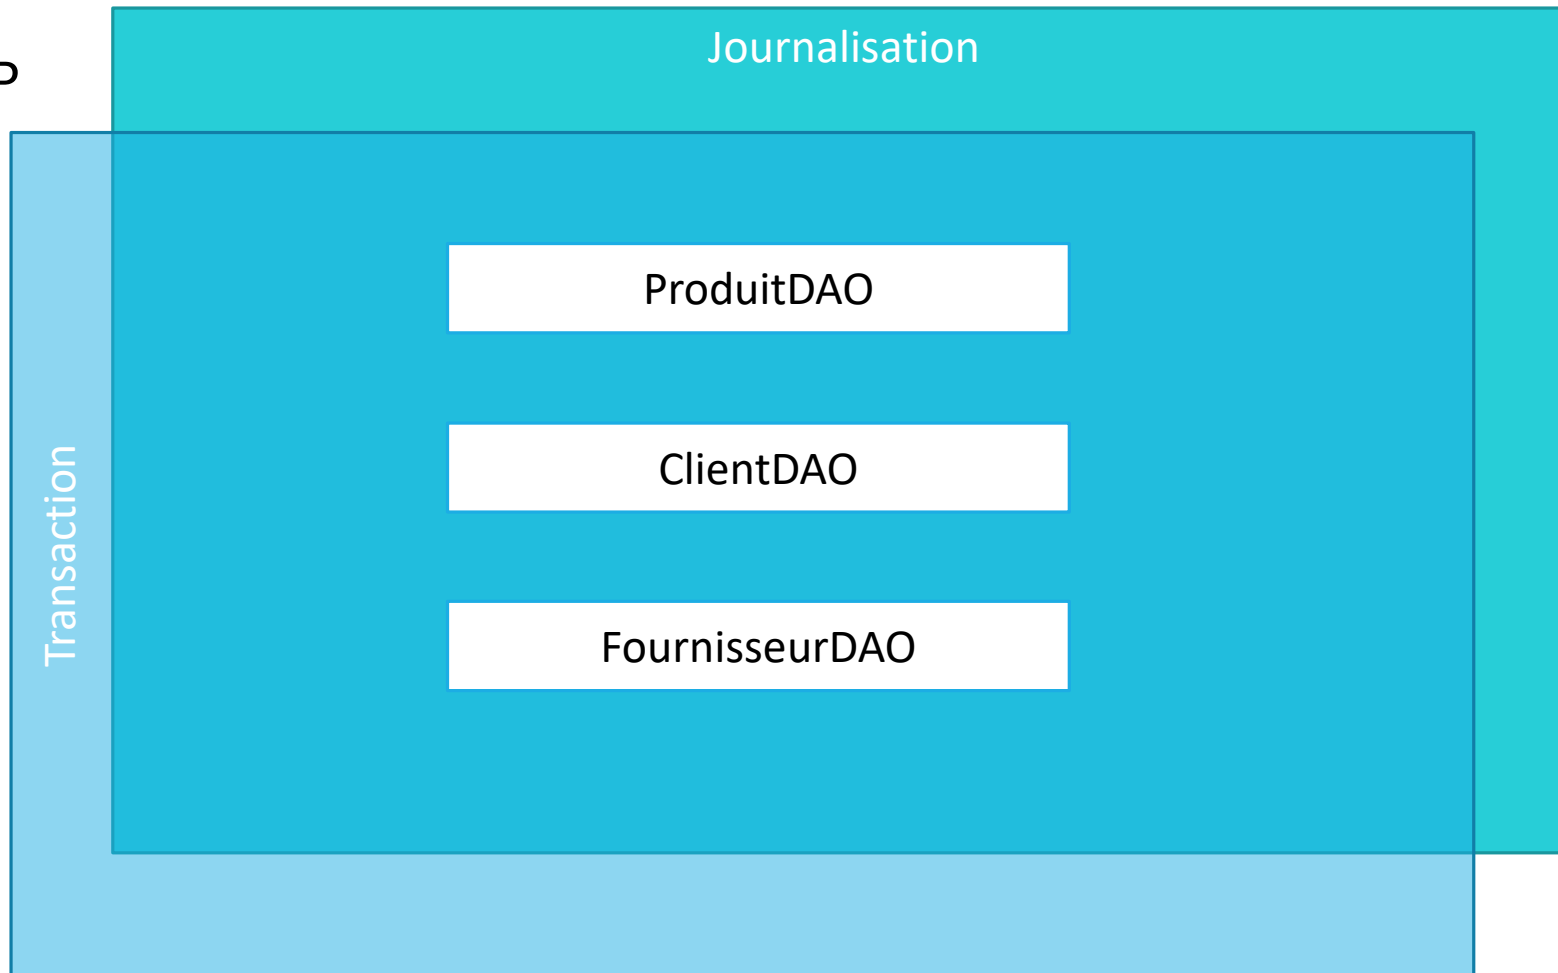 Journalisation
P
ProduitDAO
ClientDAO
Transaction
FournisseurDAO